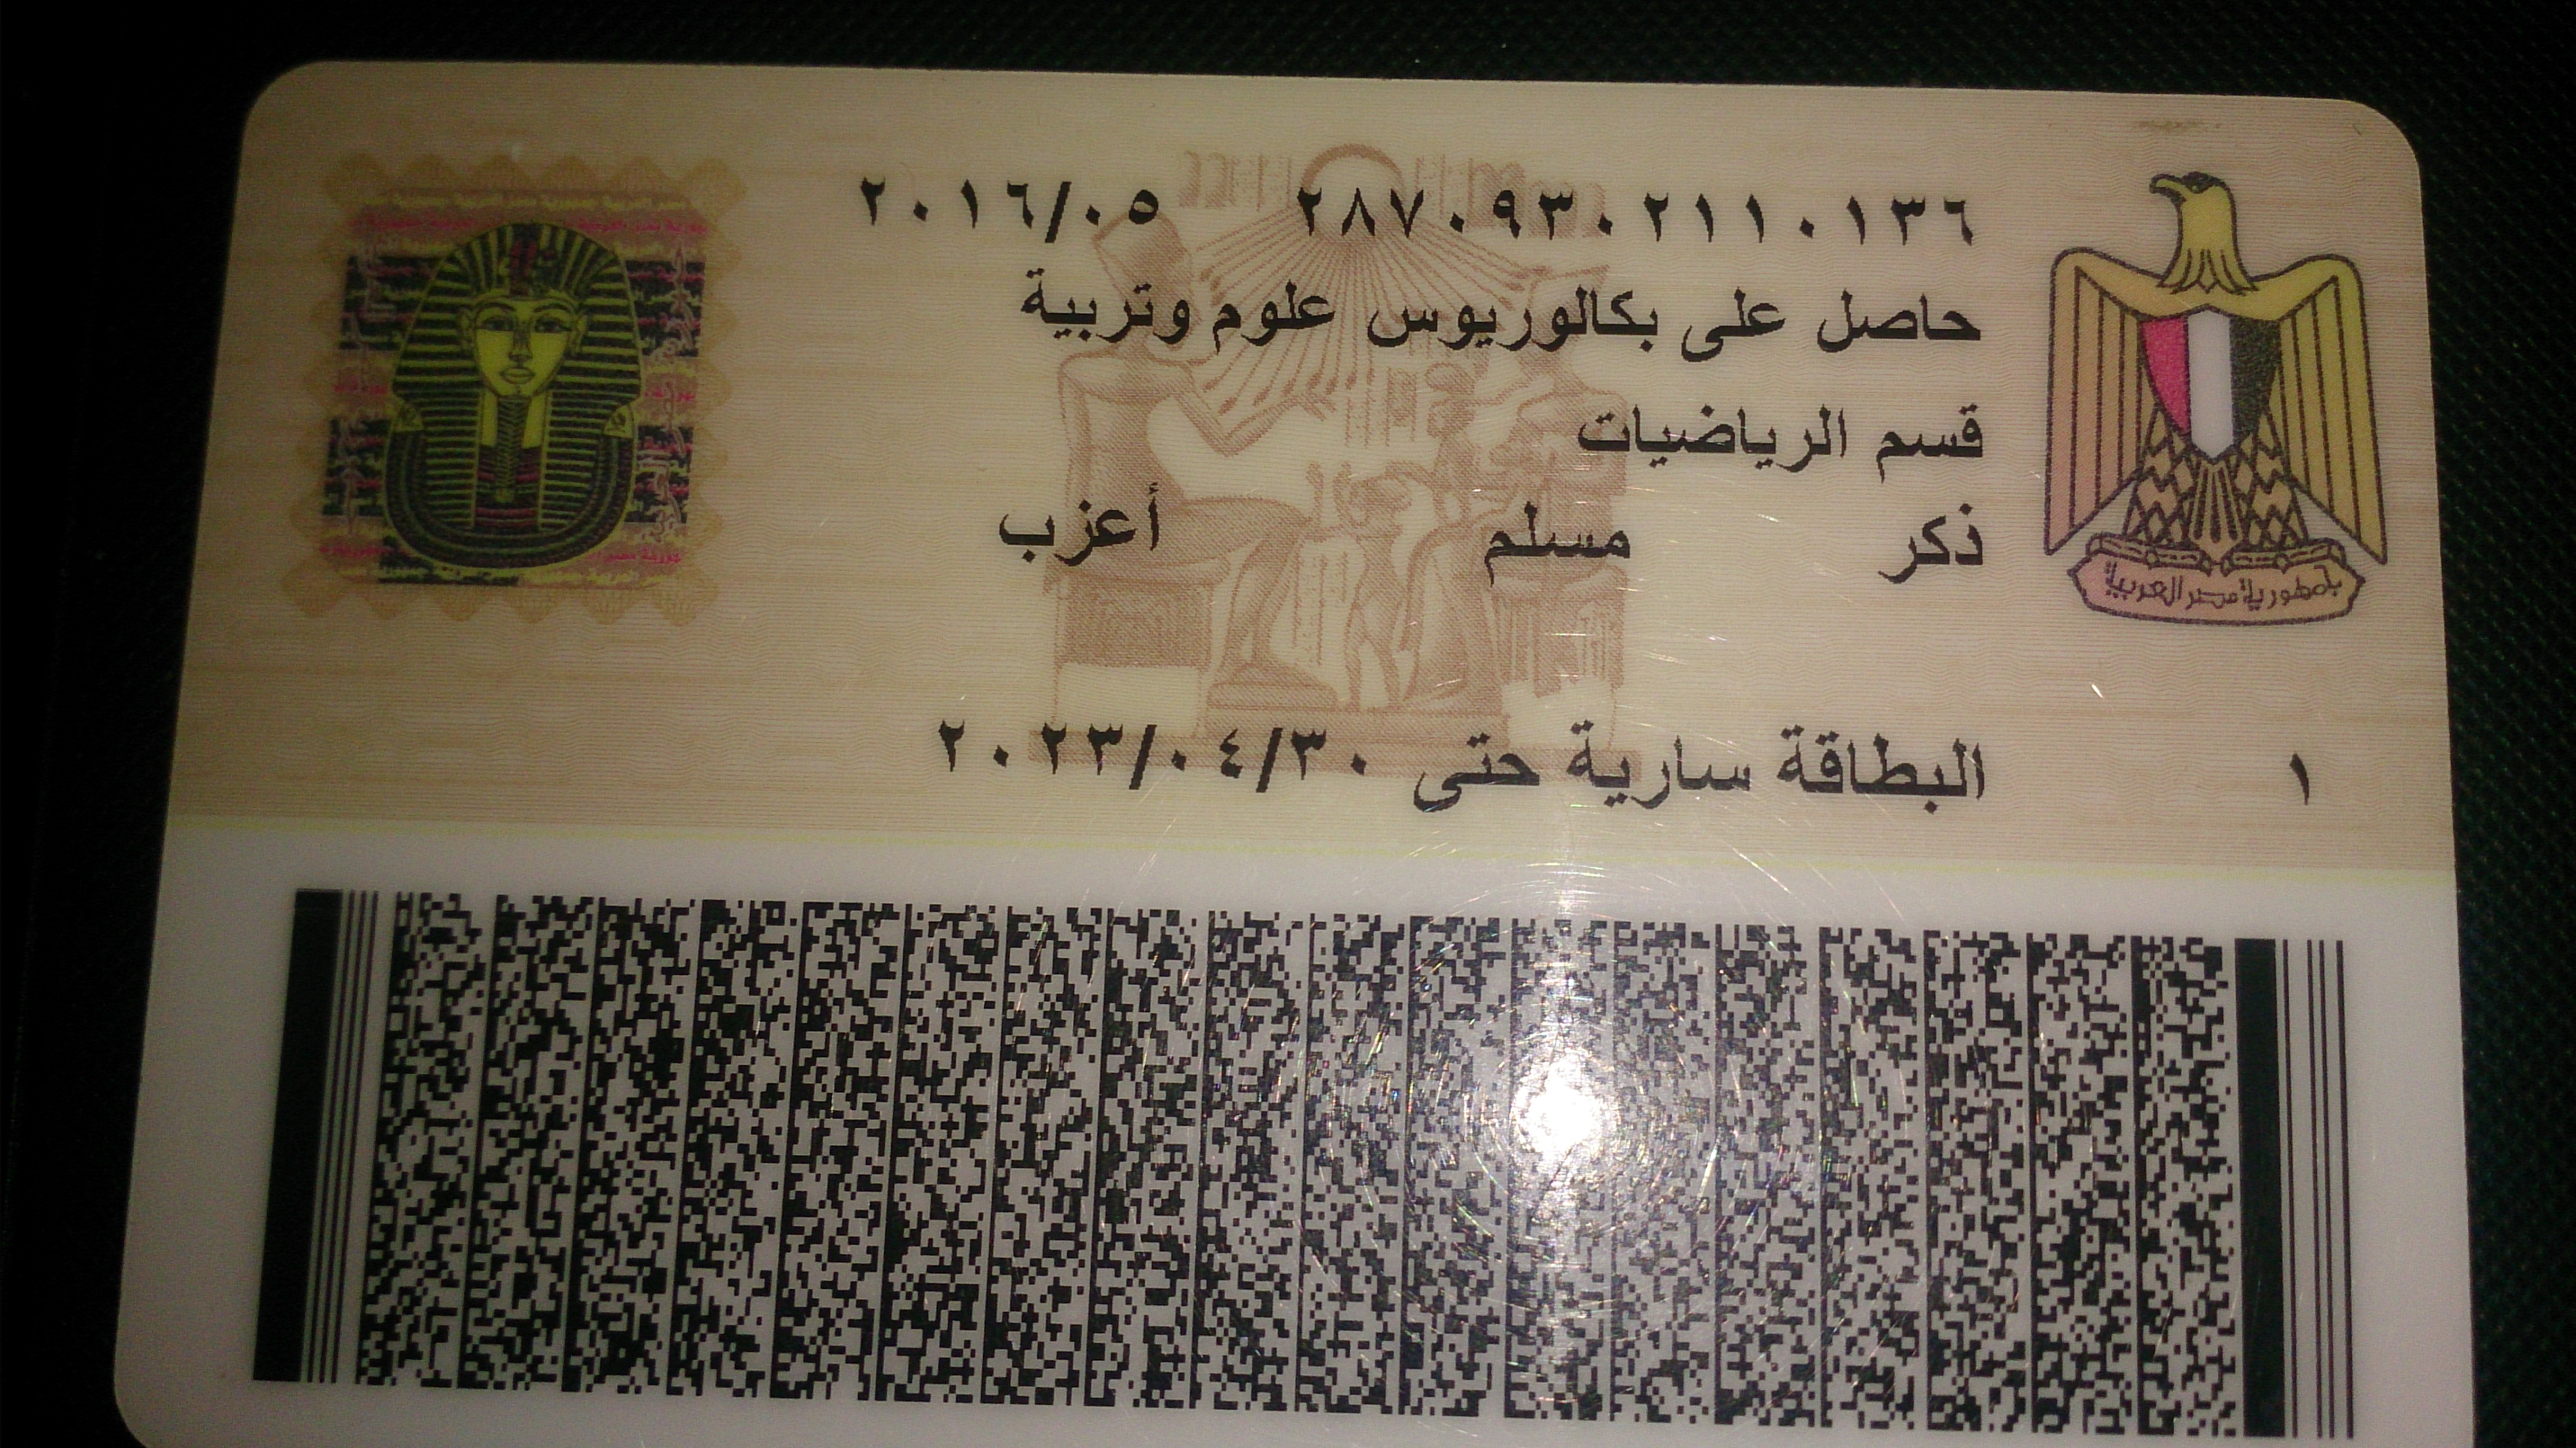 ٢٨٧٠٩٣٠٢١١٠١٣٦ ٢٠١٦/٠٥
حاصل على بكالوريوس علوم وتربية
قسم الرياضيات
ذكر مسلم أعزب
البطاقة سارية حتى ٢٠٢٣/٠٤/٣٠
١
جمهورية مصر العربية